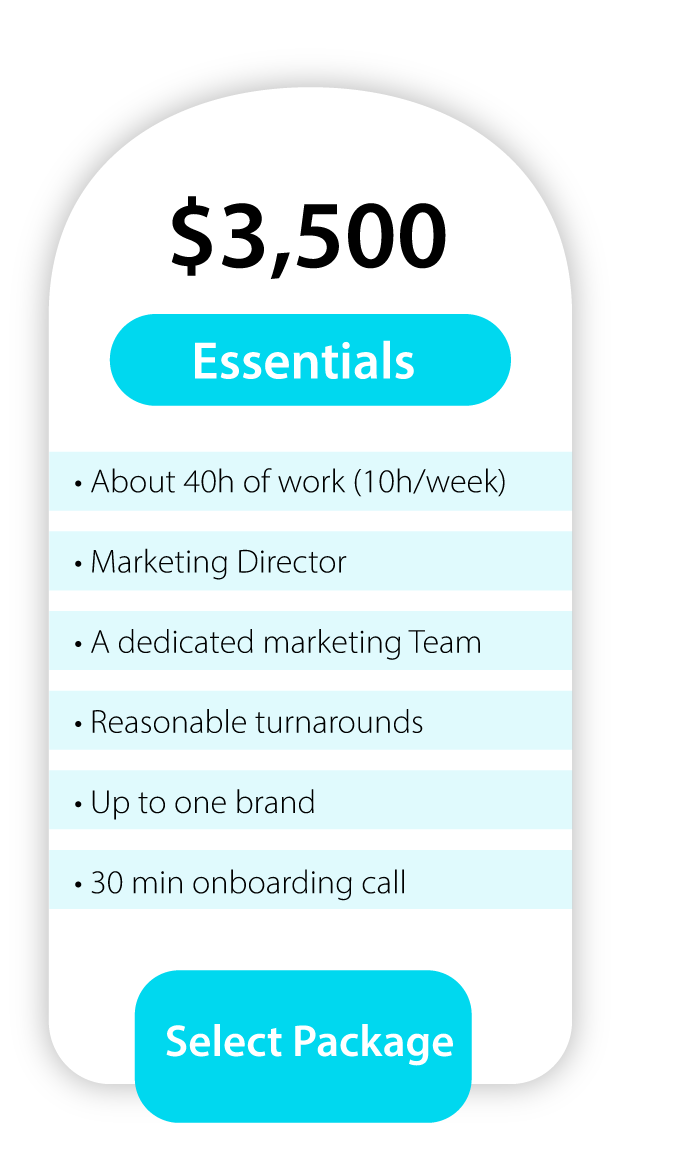 $3,500
Essentials
• About 40h of work (10h/week)
• Marketing Director
• A dedicated marketing Team
• Reasonable turnarounds
• Up to one brand
• 30 min onboarding call
Select Package